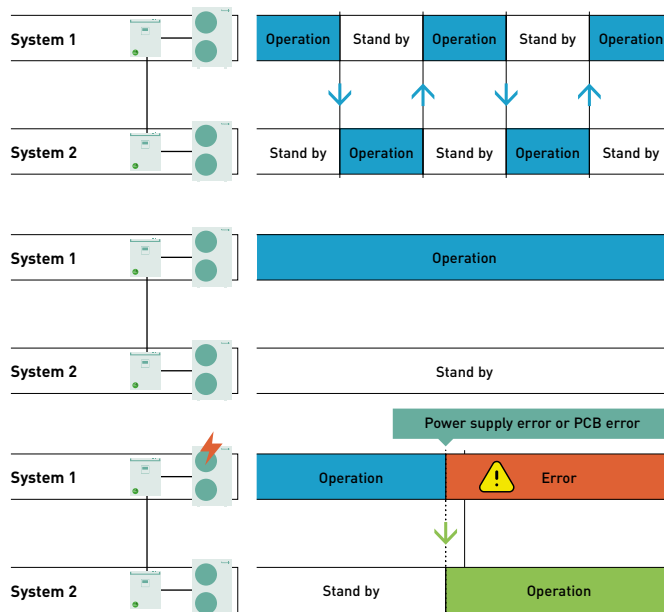 System 1
Operation Stand by Operation Stand by Operation
System 2
Stand by Operation Stand by Operation Stand by
System 1
Operation
System 2
Stand by
Power supply error or PCB error
System 1
Operation Error
System 2
Stand by Operation